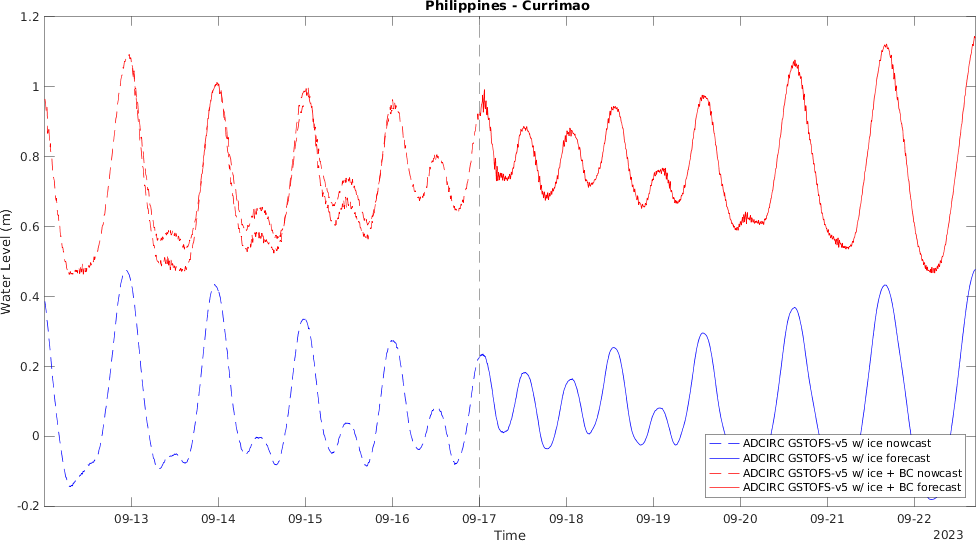 Philippines - Currimao
Water Level (m)
1.2
1
0.8
0.6
0.4
0.2
0
-0.2
ADCIRC GSTOFS-v5 w/ ice nowcast
ADCIRC GSTOFS-v5 w/ ice forecast
ADCIRC GSTOFS-v5 w/ ice + BC nowcast
ADCIRC GSTOFS-v5 w/ ice + BC forecast
09-13 09-14 09-15 09-16 09-17 09-18 09-19 09-20 09-21 09-22
Time
2023